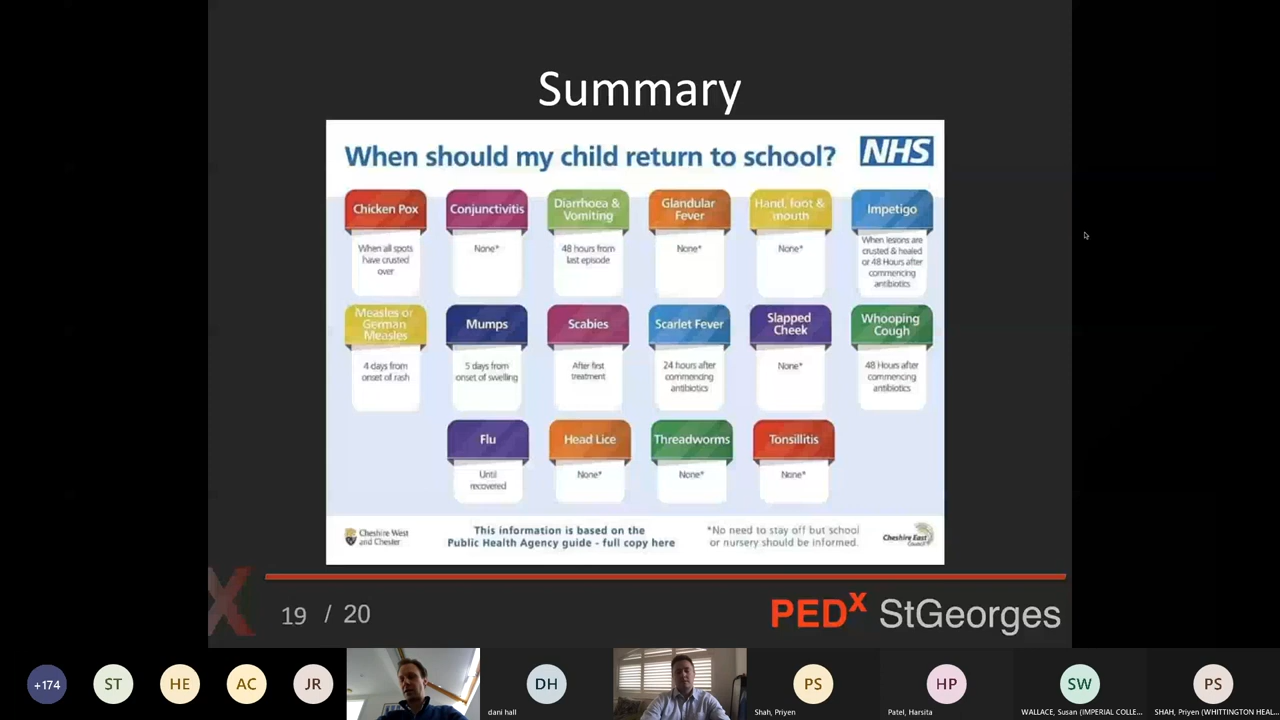 Summary
When should my child return to school?
NHS
Chicken Pox
When all spots
have crusted
over
Conjunctivitis
None*
Diarrhoea &
Vomiting
48 hours from
last episode
Glandular
Fever
None*
Hand, foot &
mouth
None*
Impetigo
When lesions are
crusted & healed
or 48 Hours after
commencing
antibiotics
Measles or
German
Measles
4 days from
onset of rash
Mumps
5 days from
onset of swelling
Scabies
After first
treatment
Scarlet Fever
24 hours after
commencing
antibiotics
Slapped
Cheek
None*
Whooping
Cough
48 Hours after
commencing
antibiotics
Flu
Until
recovered
Head Lice
None*
Threadworms
None*
Tonsillitis
None*
Cheshire West
and Chester
This information is based on the
Public Health Agency guide - full copy here
*No need to stay off but school
or nursery should be informed.
Cheshire East
Council
X
19 / 20
PEDX StGeorges
+174
ST
HE
AC
JR
DH
dani hall
PS
Shah, Priyen
HP
Patel, Harsita
SW
WALLACE, Susan (IMPERIAL COLLE...
PS
SHAH, Priyen (WHITTINGTON HEAL...